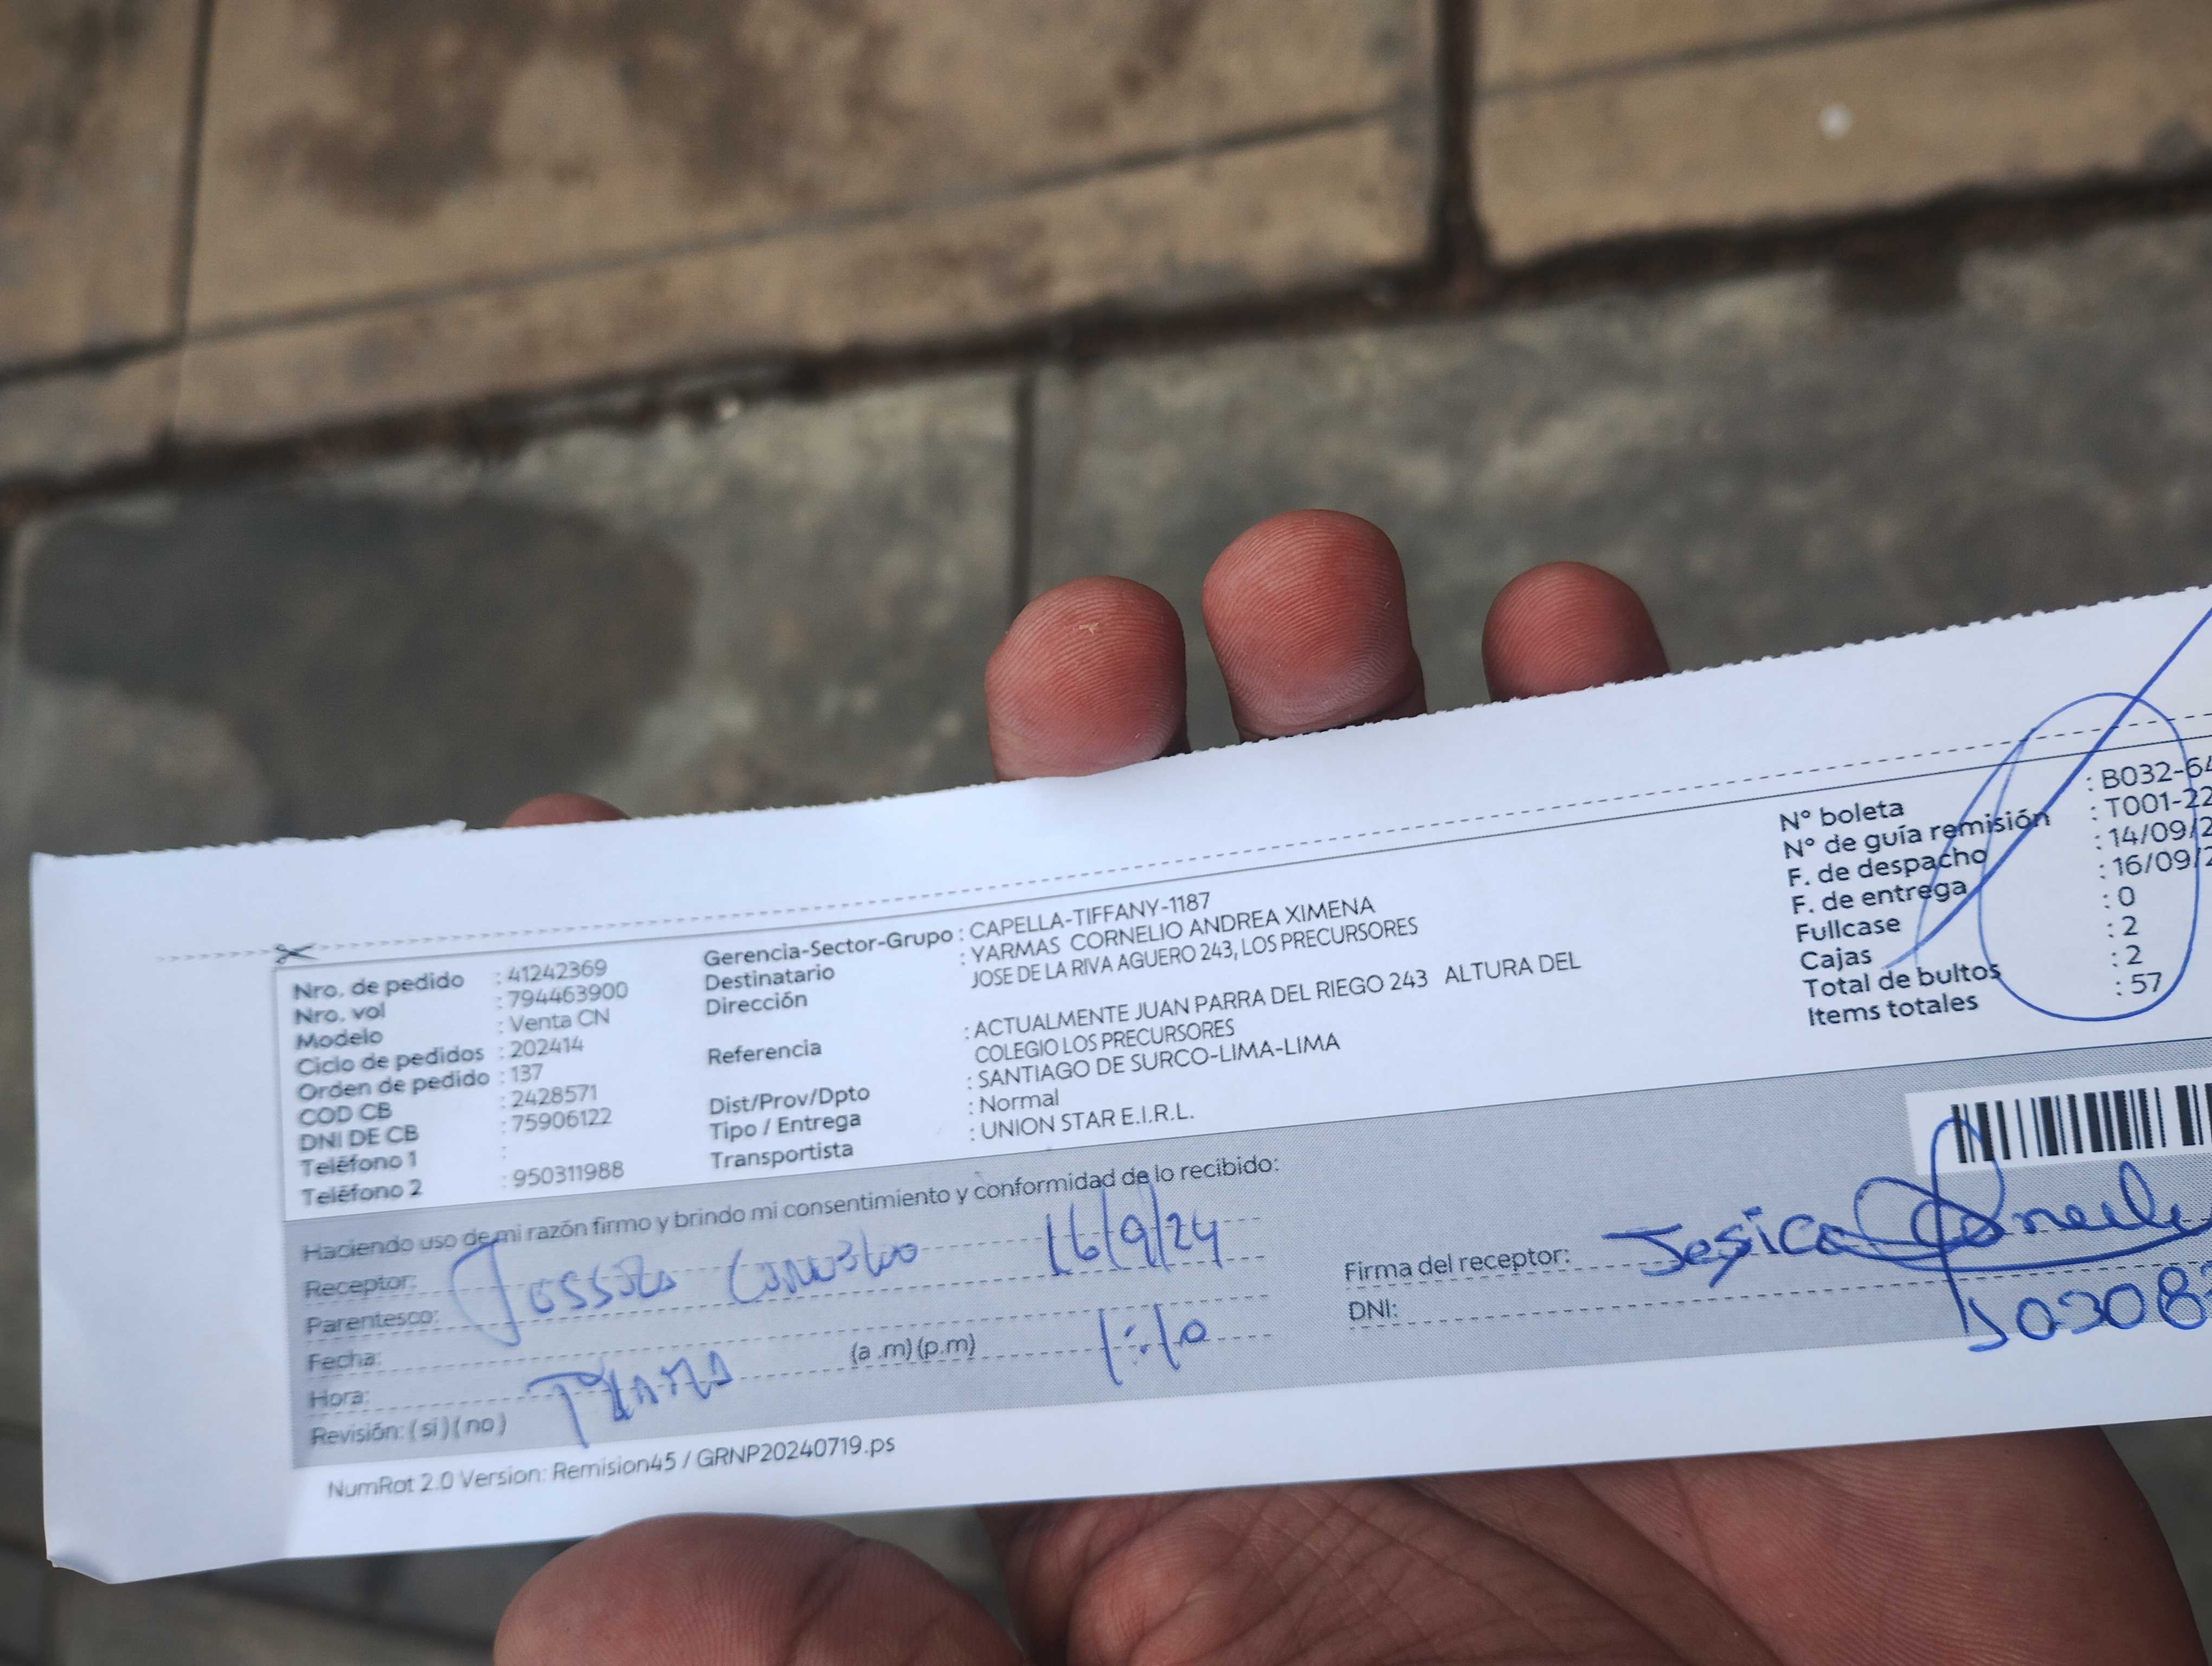 Nro. de pedido : 41242369
Nro. vol : 794463900
Modelo : Venta CN
Ciclo de pedidos : 202414
Orden de pedido : 137
COD CB : 2428571
DNI DE CB : 75906122
Teléfono 1 :
Teléfono 2 : 950311988
Gerencia-Sector-Grupo : CAPELLA-TIFFANY-1187
Destinatario : YARMAS CORNELIO ANDREA XIMENA
Dirección JOSE DE LA RIVA AGUERO 243, LOS PRECURSORES
Referencia : ACTUALMENTE JUAN PARRA DEL RIEGO 243 ALTURA DEL
COLEGIO LOS PRECURSORES
Dist/Prov/Dpto : SANTIAGO DE SURCO-LIMA-LIMA
Tipo / Entrega : Normal
Transportista : UNION STAR E.I.R.L.
N° boleta : B032-64
N° de guía remisión : T001-22
F. de despacho : 14/09/2
F. de entrega : 16/09/2
Fullcase : 0
Cajas : 2
Total de bultos : 2
Items totales : 57
Haciendo uso de mi razón firmo y brindo mi consentimiento y conformidad de lo recibido:
Receptor: 16/9/24
Parentesco:
Fecha:
Hora: (a .m) (p.m) 1:10
Revisión: ( si ) ( no )
Firma del receptor: Jesica
DNI: 503083
NumRot 2.0 Version: Remision45 / GRNP20240719.ps